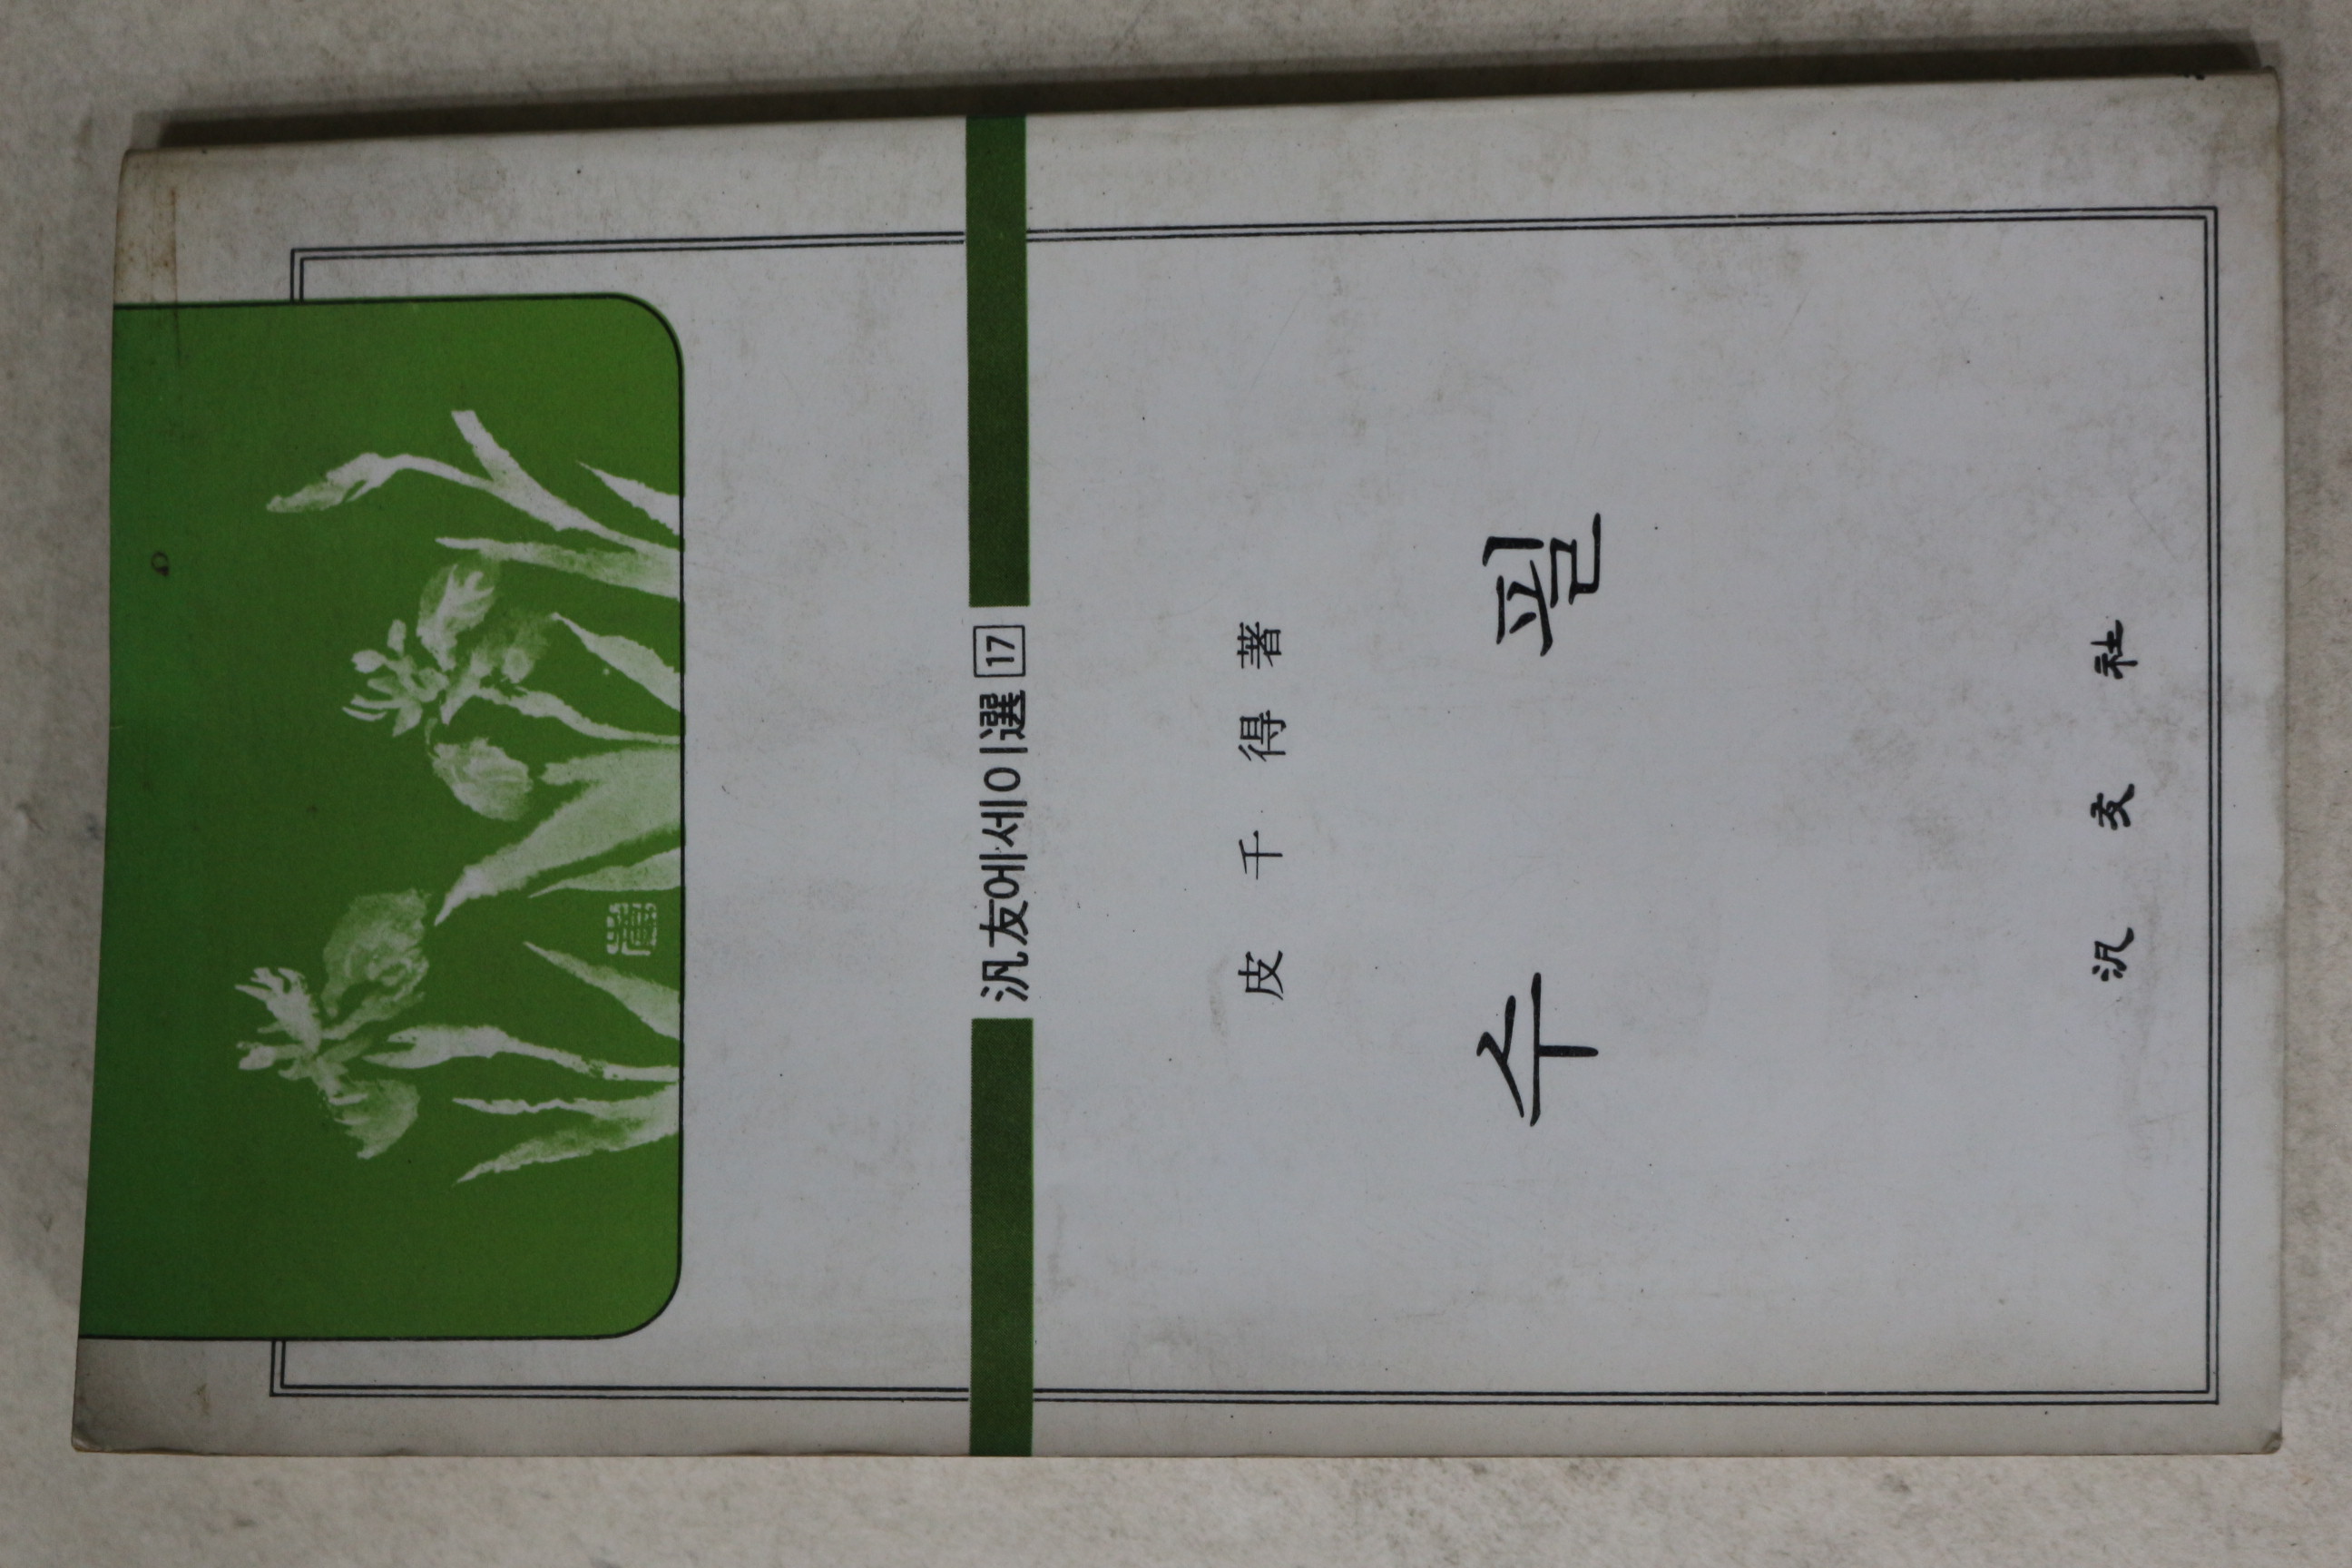 汎友에세이選 17
皮千得 著
수필
汎友社